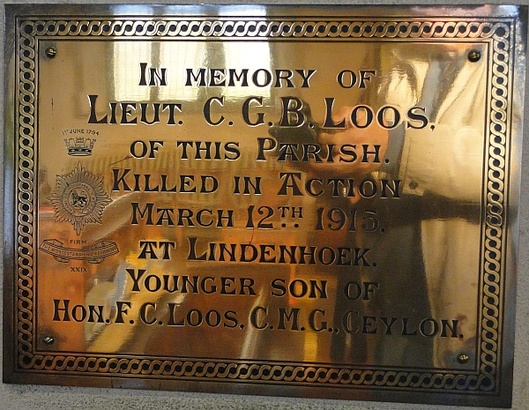 IN MEMORY OF
LIEUT. C.G.B. LOOS.
OF THIS PARISH.
KILLED IN ACTION
MARCH 12TH 1915.
AT LINDENHOEK.
YOUNGER SON OF
HON. F.C. LOOS, C.M.G., CEYLON.
1ST JUNE 1794
FIRM
XXIX